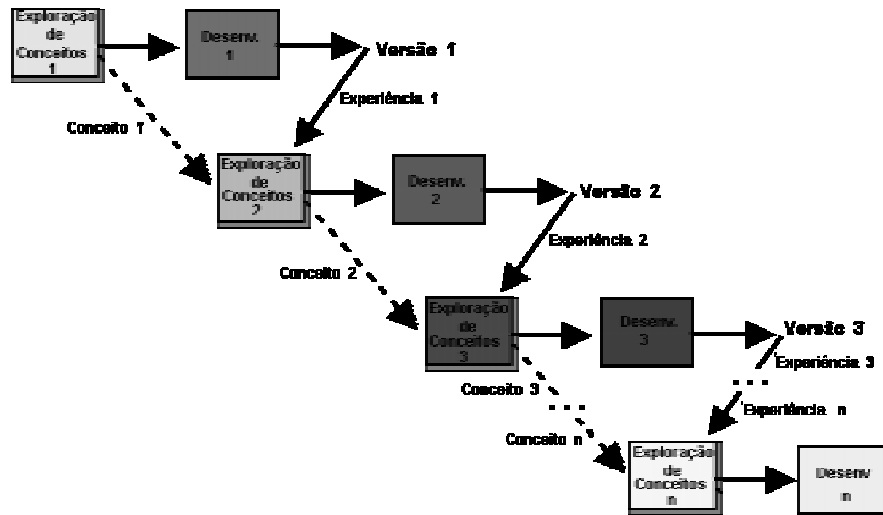 Exploração
de
Conceitos
1
Desenv.
1
Versão 1
Experiência 1
Conceito 1
Exploração
de
Conceitos
2
Desenv.
2
Versão 2
Experiência 2
Conceito 2
Exploração
de
Conceitos
3
Desenv.
3
Versão 3
Experiência 3
...
Conceito 3
...
Experiência n
Conceito n
Exploração
de
Conceitos
n
Desenv
n